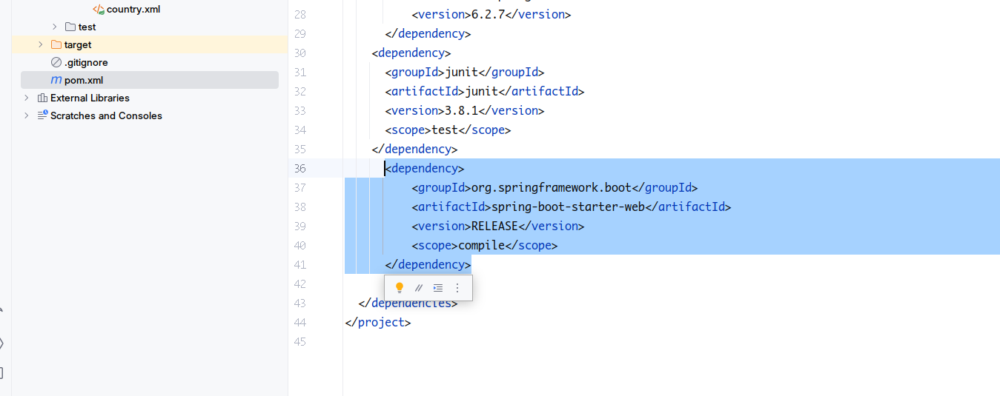 country.xml
test
target
.gitignore
pom.xml
External Libraries
Scratches and Consoles
28 <version>6.2.7</version>
29 </dependency>
30 <dependency>
31 <groupId>junit</groupId>
32 <artifactId>junit</artifactId>
33 <version>3.8.1</version>
34 <scope>test</scope>
35 </dependency>
36 <dependency>
37 <groupId>org.springframework.boot</groupId>
38 <artifactId>spring-boot-starter-web</artifactId>
39 <version>RELEASE</version>
40 <scope>compile</scope>
41 </dependency>
42
43 </dependencies>
44 </project>
45